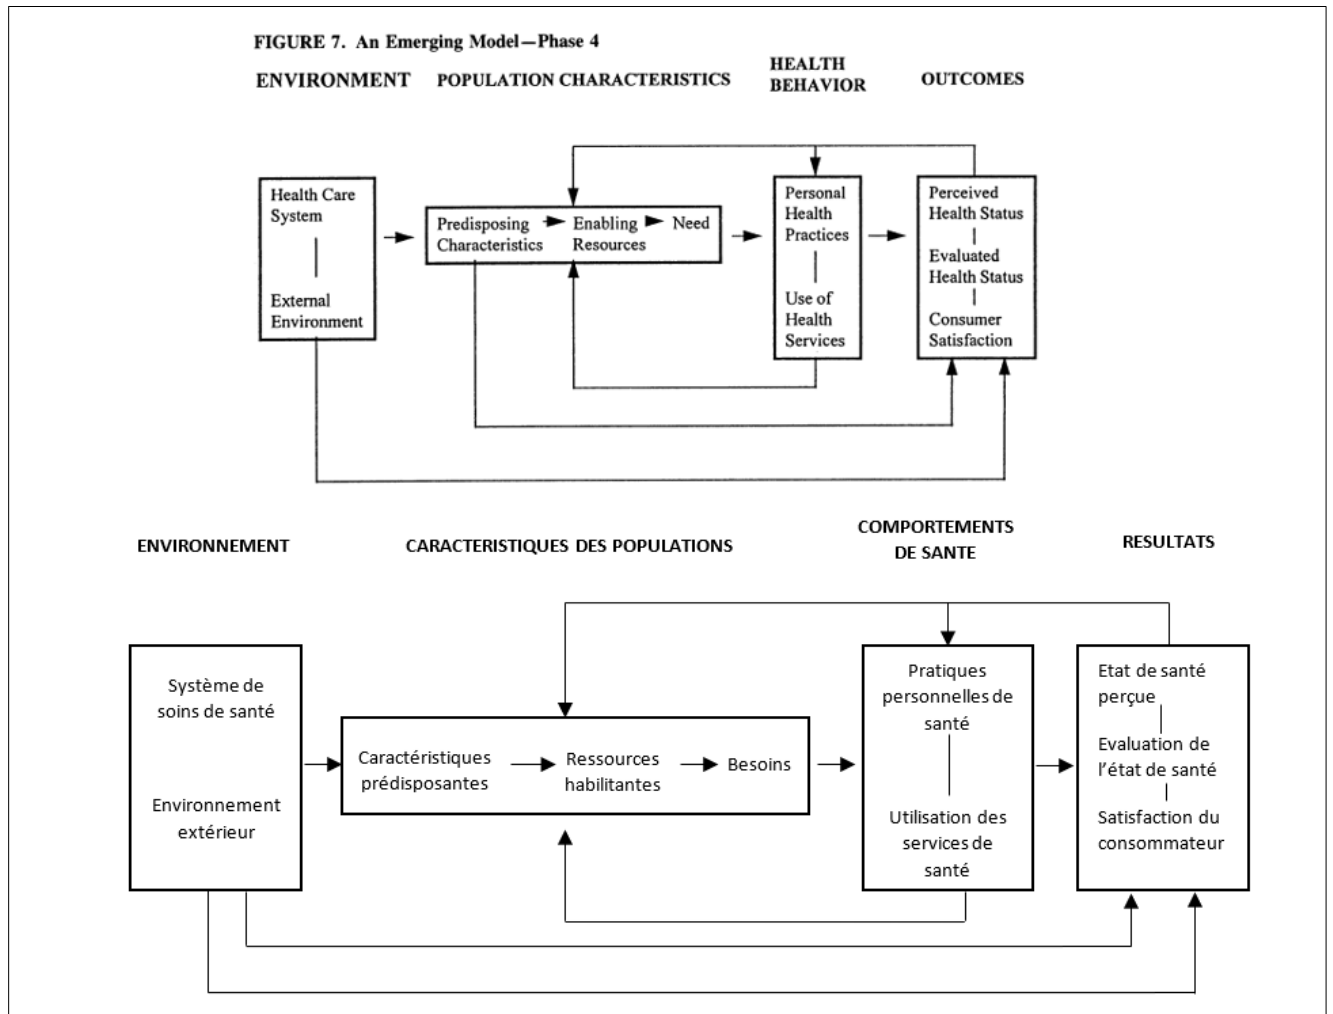 FIGURE 7. An Emerging Model—Phase 4
ENVIRONMENT
POPULATION CHARACTERISTICS
HEALTH
BEHAVIOR
OUTCOMES
Health Care
System
External
Environment
Predisposing
Characteristics
Enabling
Resources
Need
Personal
Health
Practices
Use of
Health
Services
Perceived
Health Status
Evaluated
Health Status
Consumer
Satisfaction
ENVIRONNEMENT
CARACTERISTIQUES DES POPULATIONS
COMPORTEMENTS
DE SANTE
RESULTATS
Système de
soins de santé
Environnement
extérieur
Caractéristiques
prédisposantes
Ressources
habilitantes
Besoins
Pratiques
personnelles de
santé
Utilisation des
services de
santé
Etat de santé
perçue
Evaluation de
l'état de santé
Satisfaction du
consommateur